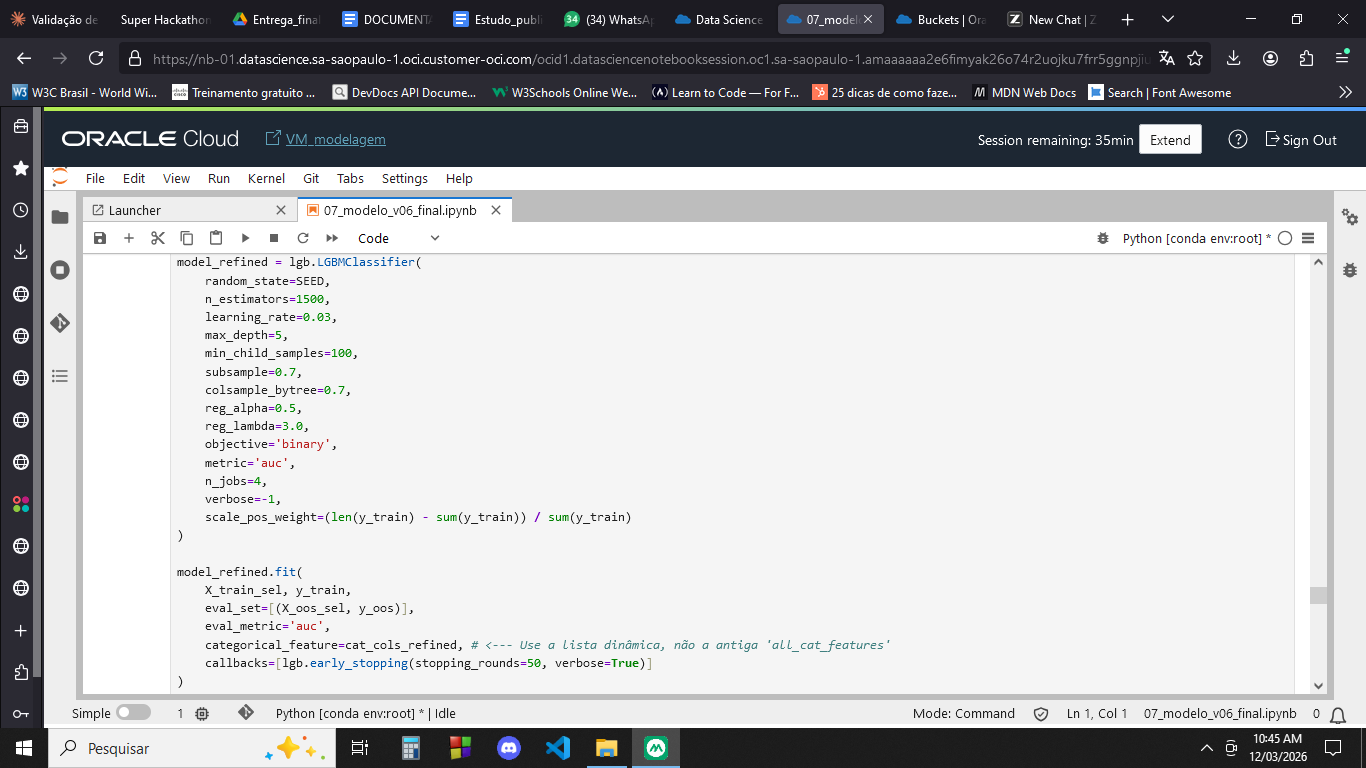 Validação de
Super Hackathon
Entrega_final
DOCUMENTA
Estudo_publi
34
(34) WhatsAp
Data Science
07_model
Buckets | Ora
New Chat | Z
https://nb-01.datascience.sa-saopaulo-1.oci.customer-oci.com/ocid1.datasciencenotebooksession.oc1.sa-saopaulo-1.amaaaaaa2e6fimyak26o74r2uojku7frr5ggnpjiu
W3C Brasil - World Wi...
Treinamento gratuito ...
DevDocs API Docume...
W3Schools Online We...
Learn to Code — For F...
25 dicas de como faze...
MDN Web Docs
Search | Font Awesome
ORACLE Cloud
VM_modelagem
Session remaining: 35min
Extend
Sign Out
File Edit View Run Kernel Git Tabs Settings Help
Launcher
07_modelo_v06_final.ipynb
Code
Python [conda env:root] *
model_refined = lgb.LGBMClassifier(
random_state=SEED,
n_estimators=1500,
learning_rate=0.03,
max_depth=5,
min_child_samples=100,
subsample=0.7,
colsample_bytree=0.7,
reg_alpha=0.5,
reg_lambda=3.0,
objective='binary',
metric='auc',
n_jobs=4,
verbose=-1,
scale_pos_weight=(len(y_train) - sum(y_train)) / sum(y_train)
)
model_refined.fit(
X_train_sel, y_train,
eval_set=[(X_oos_sel, y_oos)],
eval_metric='auc',
categorical_feature=cat_cols_refined, # <--- Use a lista dinâmica, não a antiga 'all_cat_features'
callbacks=[lgb.early_stopping(stopping_rounds=50, verbose=True)]
)
Simple
1
Python [conda env:root] * | Idle
Mode: Command
Ln 1, Col 1
07_modelo_v06_final.ipynb
0
Pesquisar
10:45 AM
12/03/2026